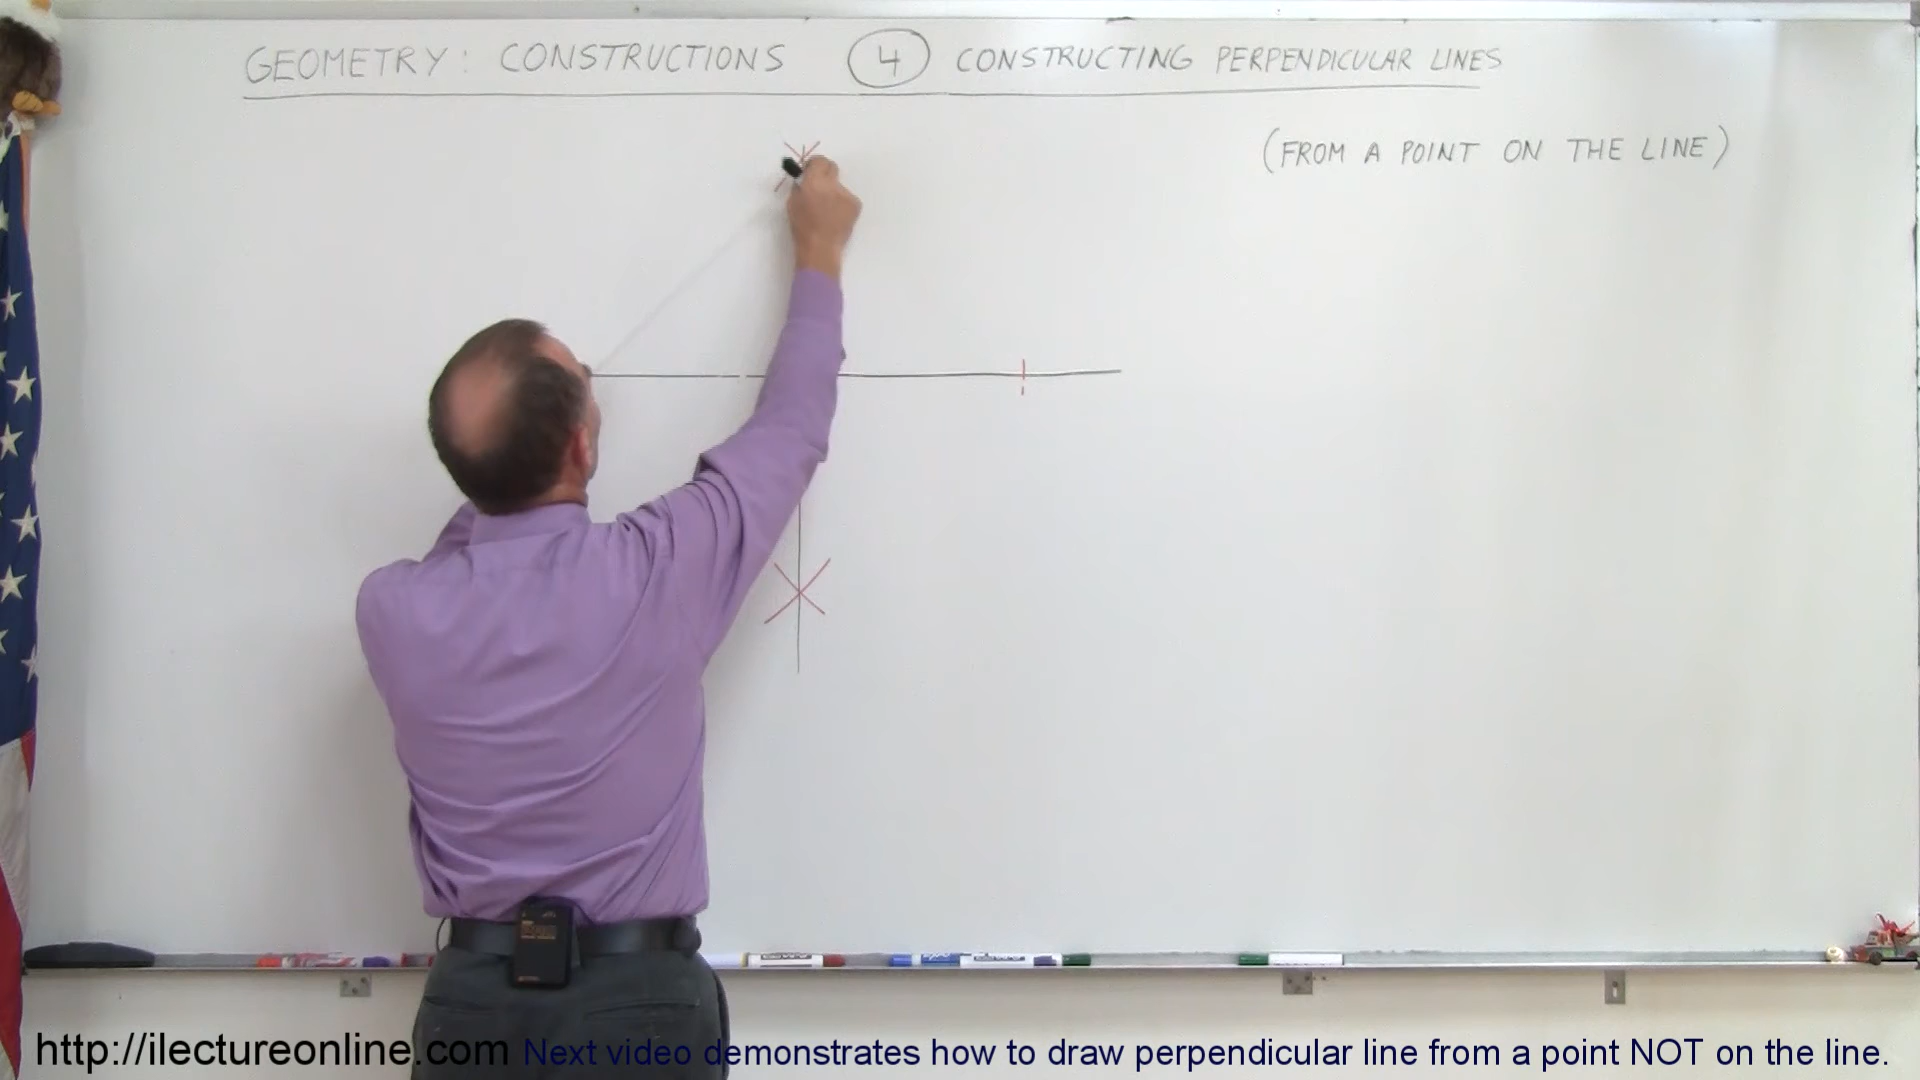 GEOMETRY: CONSTRUCTIONS 4 CONSTRUCTING PERPENDICULAR LINES
(FROM A POINT ON THE LINE)
http://ilectureonline.com Next video demonstrates how to draw perpendicular line from a point NOT on the line.